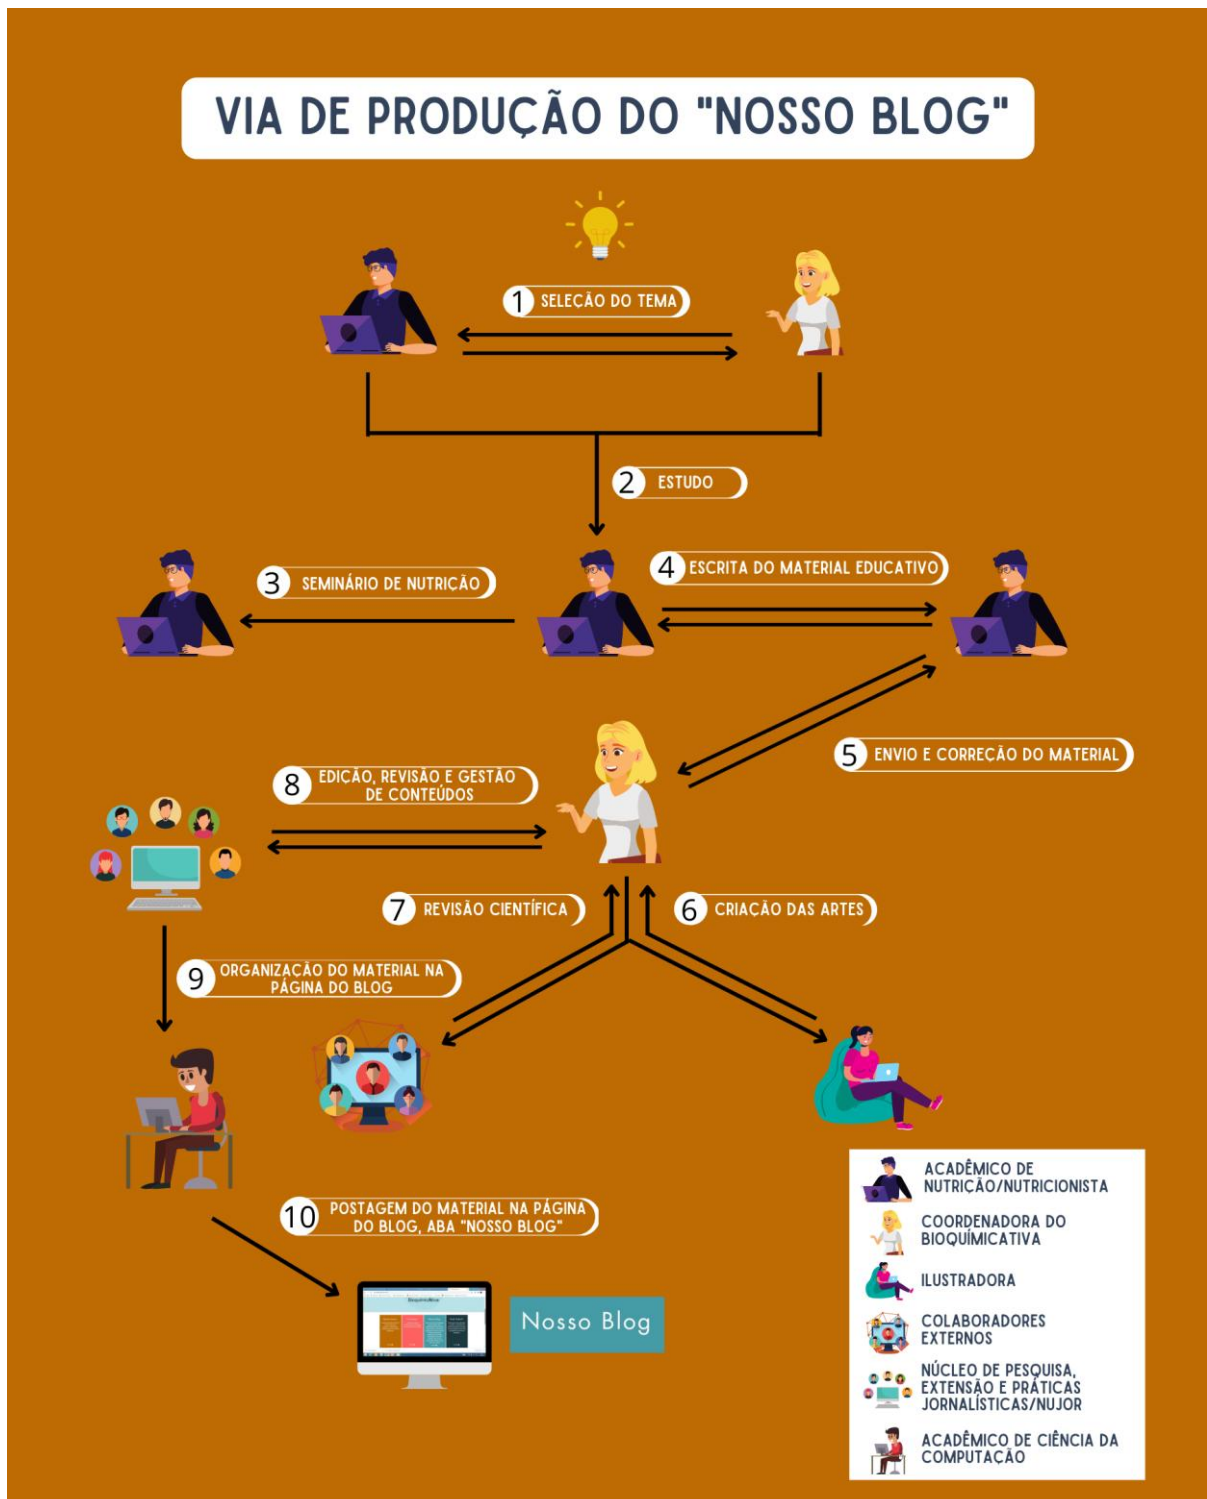 VIA DE PRODUÇÃO DO "NOSSO BLOG"
1 SELEÇÃO DO TEMA
2 ESTUDO
3 SEMINÁRIO DE NUTRIÇÃO
4 ESCRITA DO MATERIAL EDUCATIVO
5 ENVIO E CORREÇÃO DO MATERIAL
8 EDIÇÃO, REVISÃO E GESTÃO
DE CONTEÚDOS
7 REVISÃO CIENTÍFICA
6 CRIAÇÃO DAS ARTES
9 ORGANIZAÇÃO DO MATERIAL NA
PÁGINA DO BLOG
10 POSTAGEM DO MATERIAL NA PÁGINA
DO BLOG, ABA "NOSSO BLOG"
Nosso Blog
ACADÊMICO DE
NUTRIÇÃO/NUTRICIONISTA
COORDENADORA DO
BIOQUÍMICATIVA
ILUSTRADORA
COLABORADORES
EXTERNOS
NÚCLEO DE PESQUISA,
EXTENSÃO E PRÁTICAS
JORNALÍSTICAS/NUJOR
ACADÊMICO DE CIÊNCIA DA
COMPUTAÇÃO